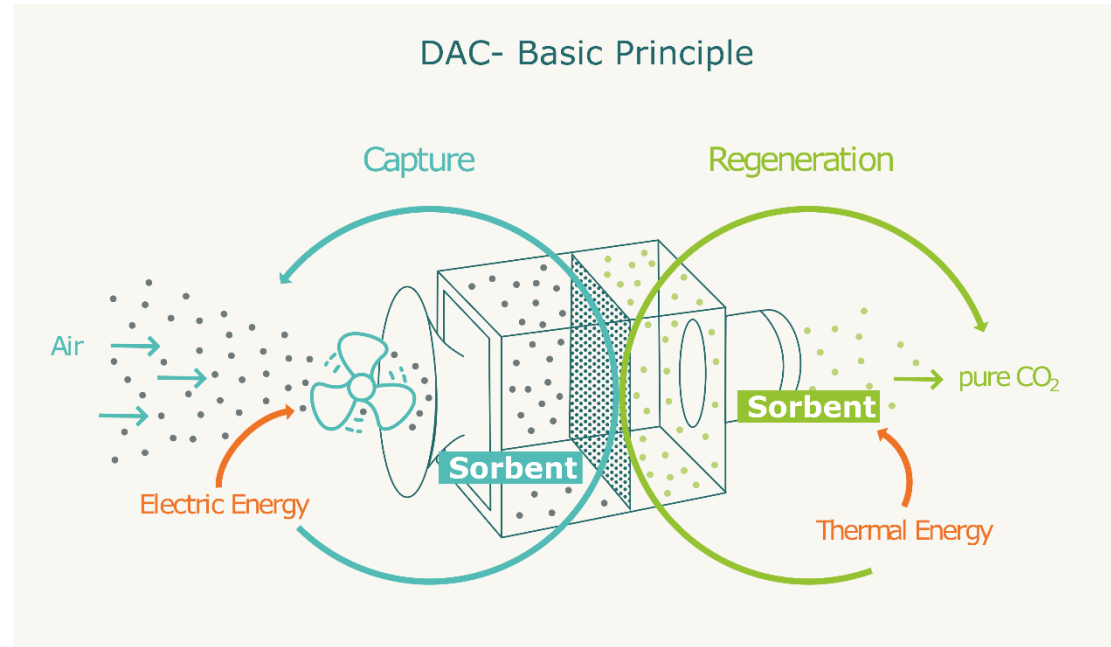 DAC- Basic Principle
Capture
Regeneration
Air
pure CO₂
Sorbent
Sorbent
Electric Energy
Thermal Energy